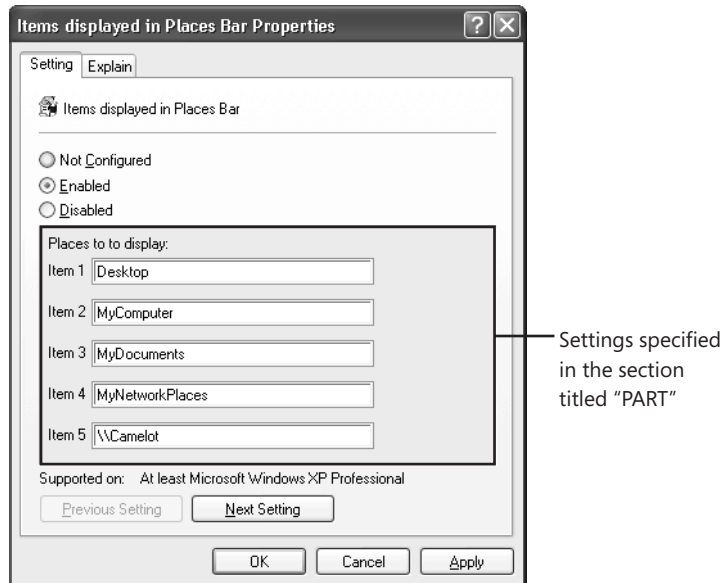 Items displayed in Places Bar Properties
Setting Explain
Items displayed in Places Bar
Not Configured
Enabled
Disabled
Places to to display:
Item 1 Desktop
Item 2 MyComputer
Item 3 MyDocuments
Item 4 MyNetworkPlaces
Item 5 \\Camelot
Settings specified
in the section
titled “PART”
Supported on: At least Microsoft Windows XP Professional
Previous Setting Next Setting
OK Cancel Apply